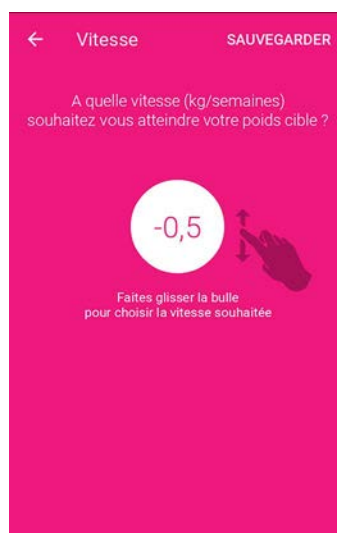 Vitesse SAUVEGARDER
A quelle vitesse (kg/semaines)
souhaitez vous atteindre votre poids cible ?
-0,5
Faites glisser la bulle
pour choisir la vitesse souhaitée